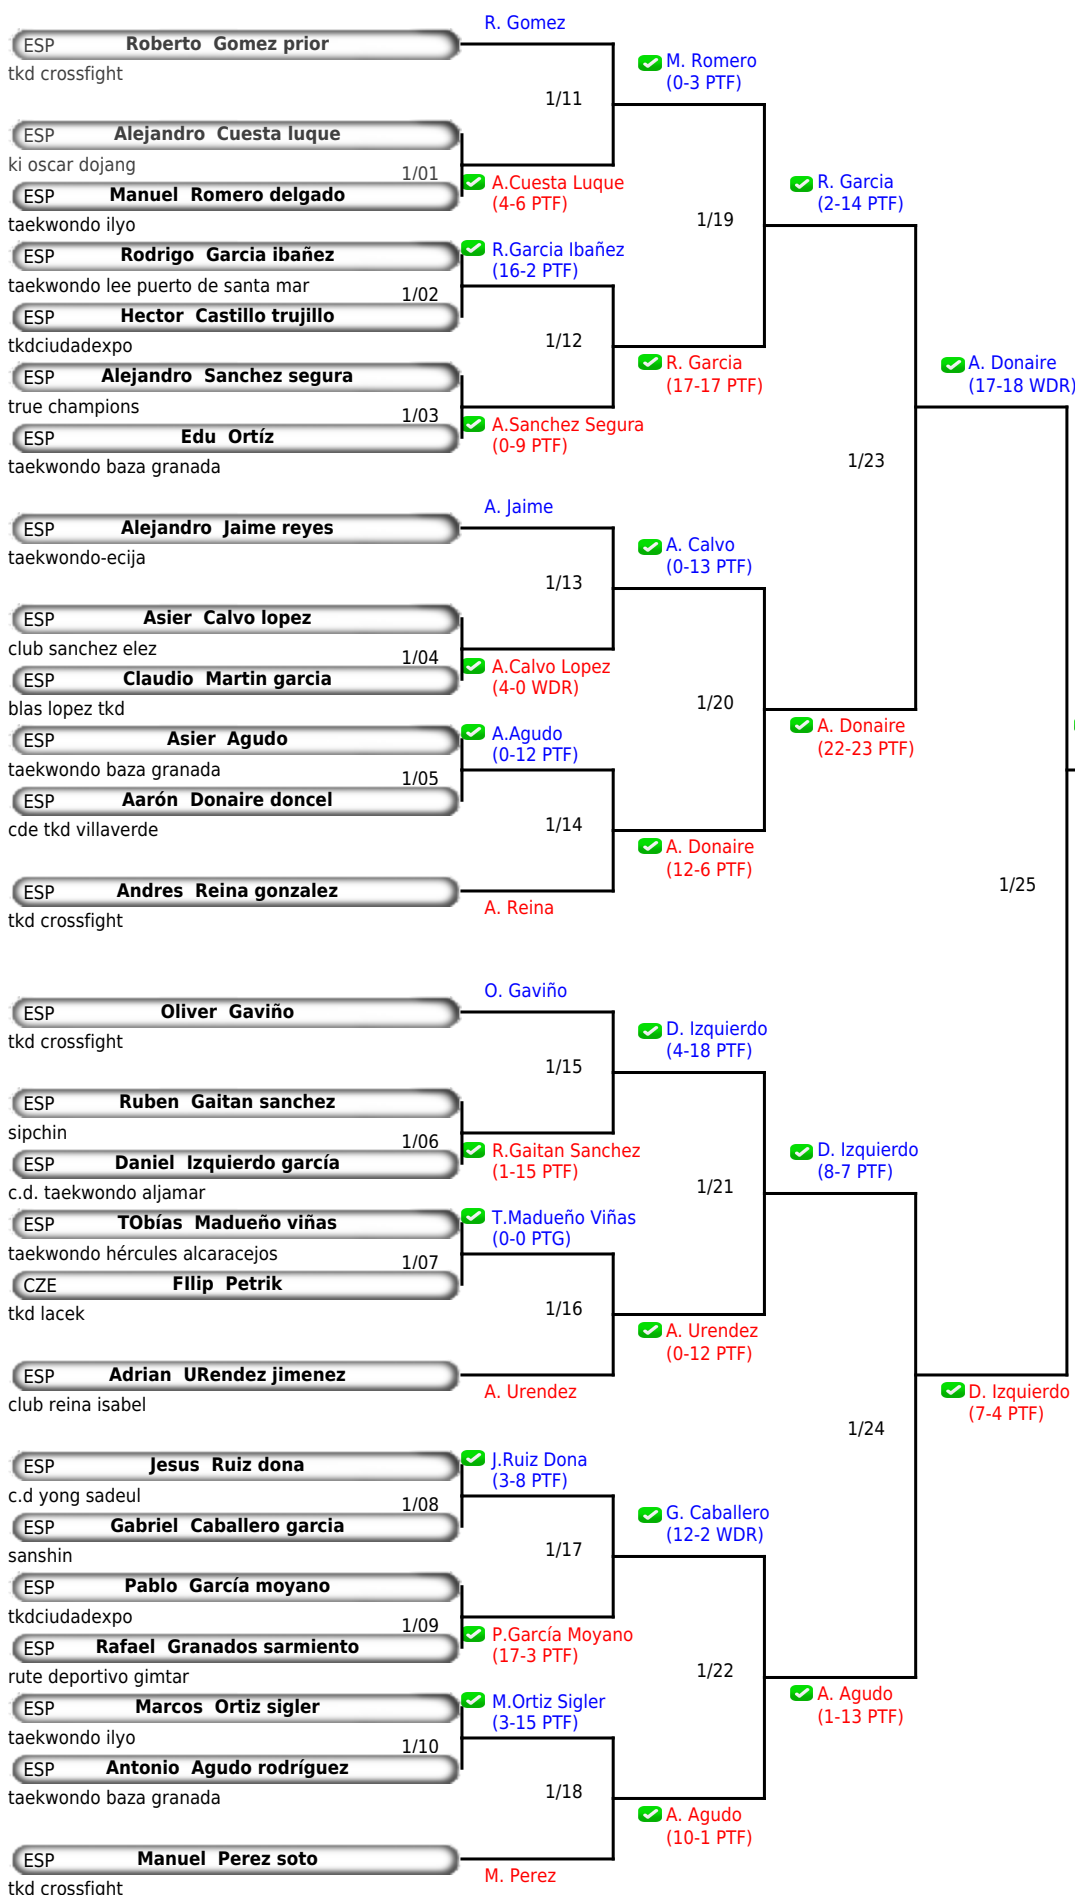 R. Gomez
ESP Roberto Gomez prior
tkd crossfight
M. Romero
(0-3 PTF)
1/11
ESP Alejandro Cuesta luque
ki oscar dojang
1/01
ESP Manuel Romero delgado
A.Cuesta Luque
(4-6 PTF)
taekwondo ilyo
R. Garcia
(2-14 PTF)
1/19
ESP Rodrigo Garcia ibañez
R.Garcia Ibañez
(16-2 PTF)
taekwondo lee puerto de santa mar
1/02
ESP Hector Castillo trujillo
tkdciudadexpo
1/12
R. Garcia
(17-17 PTF)
ESP Alejandro Sanchez segura
true champions
1/03
ESP Edu Ortíz
A.Sanchez Segura
(0-9 PTF)
taekwondo baza granada
A. Donaire
(17-18 WDR)
1/23
A. Jaime
ESP Alejandro Jaime reyes
taekwondo-ecija
A. Calvo
(0-13 PTF)
1/13
ESP Asier Calvo lopez
club sanchez elez
1/04
ESP Claudio Martin garcia
A.Calvo Lopez
(4-0 WDR)
blas lopez tkd
1/20
A. Donaire
(22-23 PTF)
ESP Asier Agudo
A.Agudo
(0-12 PTF)
taekwondo baza granada
1/05
ESP Aarón Donaire doncel
cde tkd villaverde
1/14
A. Donaire
(12-6 PTF)
ESP Andres Reina gonzalez
A. Reina
tkd crossfight
1/25
O. Gaviño
ESP Oliver Gaviño
tkd crossfight
D. Izquierdo
(4-18 PTF)
1/15
ESP Ruben Gaitan sanchez
sipchin
1/06
ESP Daniel Izquierdo garcía
R.Gaitan Sanchez
(1-15 PTF)
c.d. taekwondo aljamar
D. Izquierdo
(8-7 PTF)
1/21
ESP TObías Madueño viñas
T.Madueño Viñas
(0-0 PTG)
taekwondo hércules alcaracejos
1/07
CZE FIlip Petrik
tkd lacek
1/16
A. Urendez
(0-12 PTF)
ESP Adrian URendez jimenez
A. Urendez
club reina isabel
D. Izquierdo
(7-4 PTF)
1/24
ESP Jesus Ruiz dona
J.Ruiz Dona
(3-8 PTF)
c.d yong sadeul
1/08
ESP Gabriel Caballero garcia
sanshin
G. Caballero
(12-2 WDR)
1/17
ESP Pablo García moyano
tkdciudadexpo
1/09
ESP Rafael Granados sarmiento
P.García Moyano
(17-3 PTF)
rute deportivo gimtar
1/22
A. Agudo
(1-13 PTF)
ESP Marcos Ortiz sigler
M.Ortiz Sigler
(3-15 PTF)
taekwondo ilyo
1/10
ESP Antonio Agudo rodríguez
taekwondo baza granada
1/18
A. Agudo
(10-1 PTF)
ESP Manuel Perez soto
M. Perez
tkd crossfight